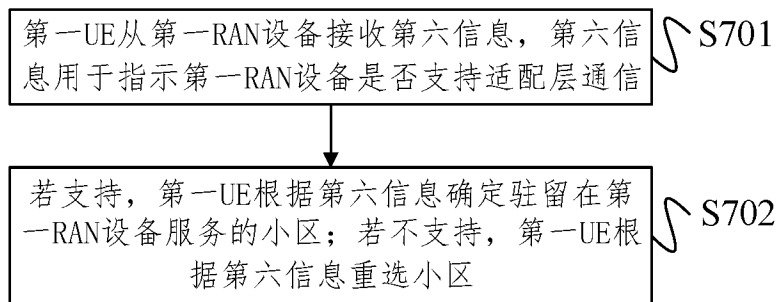 第一UE从第一RAN设备接收第六信息，第六信
息用于指示第一RAN设备是否支持适配层通信
S701
若支持，第一UE根据第六信息确定驻留在第
一RAN设备服务的小区；若不支持，第一UE根
据第六信息重选小区
S702